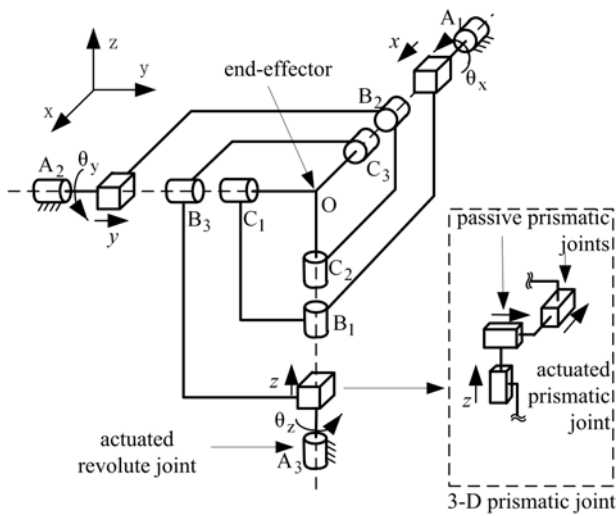 z
y
x
end-effector
x
A1
θx
B2
C3
A2
θy
y
B3
C1
O
C2
B1
z
θz
A3
actuated
revolute joint
passive prismatic
joints
actuated
prismatic
joint
z
3-D prismatic joint